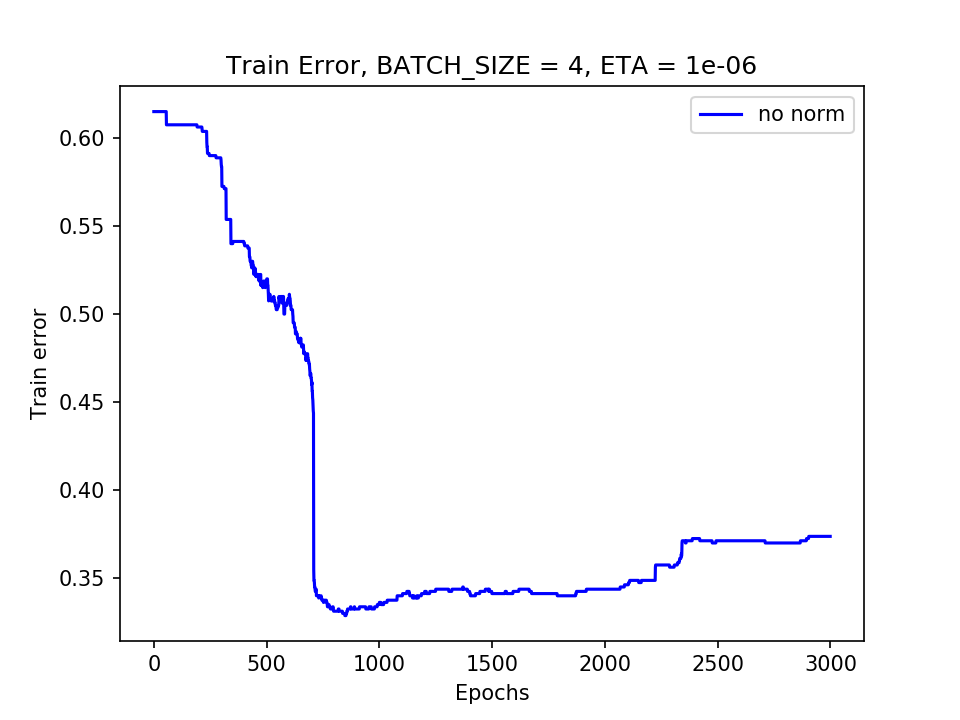 Train Error, BATCH_SIZE = 4, ETA = 1e-06
no norm
Train error
0.60
0.55
0.50
0.45
0.40
0.35
0 500 1000 1500 2000 2500 3000
Epochs